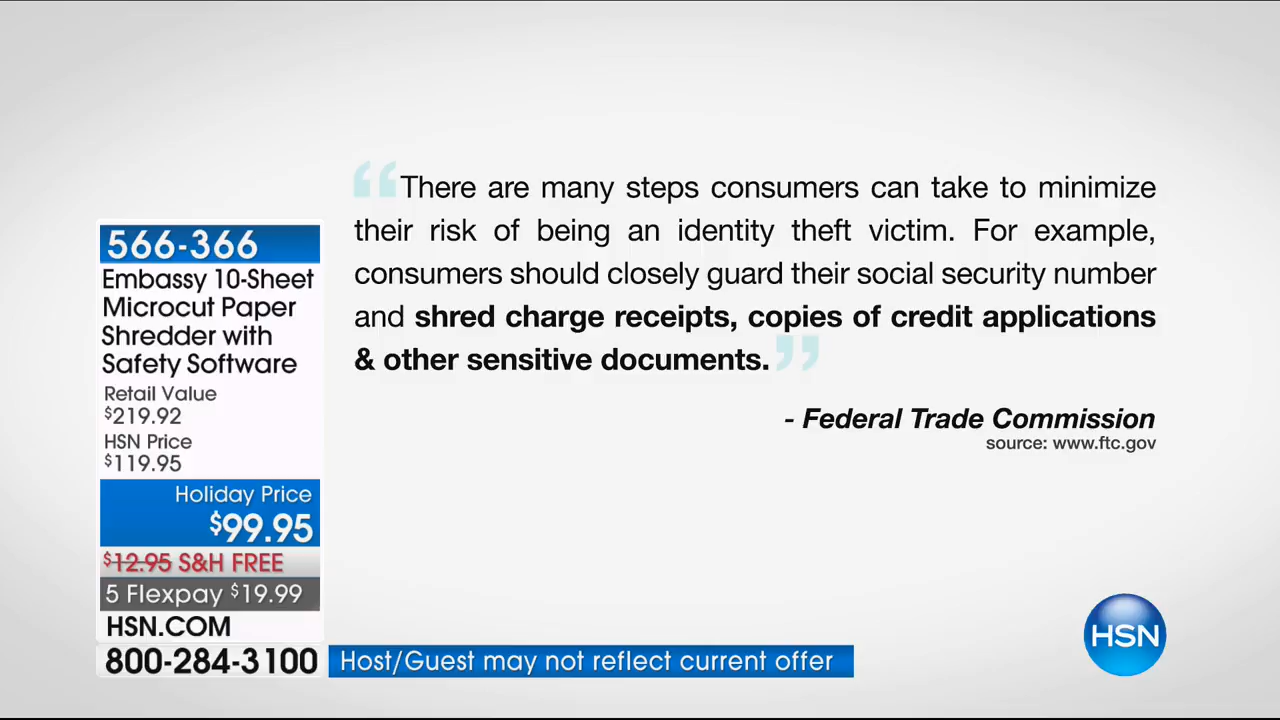 566-366
Embassy 10-Sheet
Microcut Paper
Shredder with
Safety Software
Retail Value
$219.92
HSN Price
$119.95
Holiday Price
$99.95
$12.95 S&H FREE
5 Flexpay $19.99
HSN.COM
800-284-3100
“There are many steps consumers can take to minimize
their risk of being an identity theft victim. For example,
consumers should closely guard their social security number
and shred charge receipts, copies of credit applications
& other sensitive documents.”
- Federal Trade Commission
source: www.ftc.gov
Host/Guest may not reflect current offer
HSN